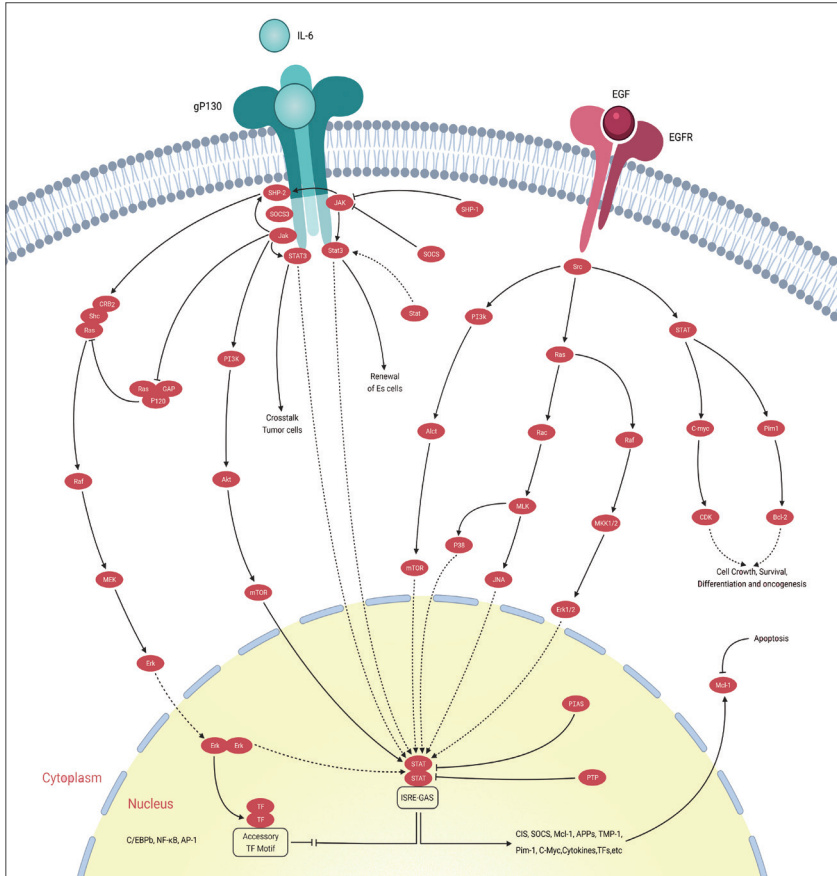 IL-6
gP130
EGF
EGFR
SHP-2
JAK
SHP-1
SOCS3
Jak
STAT3
Stat3
SOCS
Src
Stat
GRB2
Shc
Ras
PI3k
STAT
PI3K
Ras
Ras
GAP
P120
Renewal
of Es cells
Crosstalk
Tumor cells
Alct
Rac
Raf
C-myc
Pim1
Raf
Akt
MLK
P38
MKK1/2
CDK
Bcl-2
MEK
mTOR
mTOR
JNA
Erk1/2
Cell Growth, Survival,
Differentiation and oncogenesis
Erk
Apoptosis
Mcl-1
PIAS
Erk
Erk
STAT
STAT
PTP
Cytoplasm
Nucleus
ISRE-GAS
TF
TF
C/EBPb, NF-κB, AP-1
Accessory
TF Motif
CIS, SOCS, Mcl-1, APPs, TMP-1,
Pim-1, C-Myc,Cytokines,TFs,etc